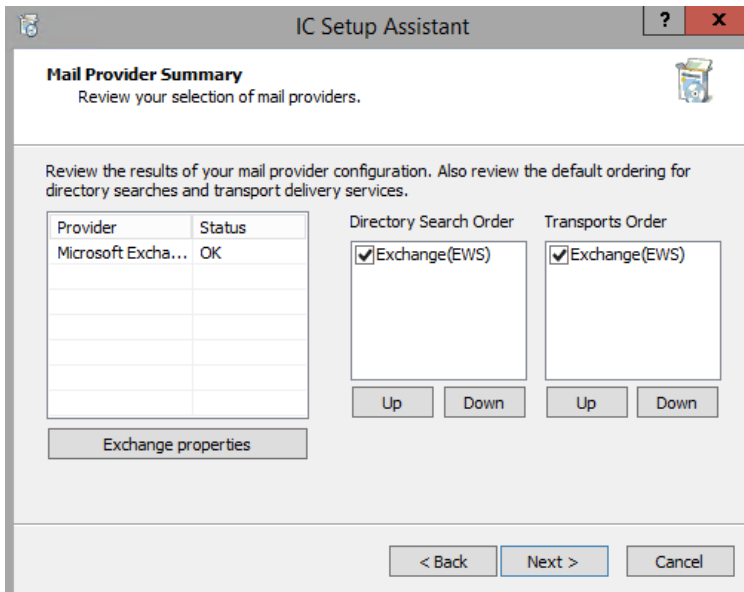 IC Setup Assistant
?
x
Mail Provider Summary
Review your selection of mail providers.
Review the results of your mail provider configuration. Also review the default ordering for
directory searches and transport delivery services.
Provider Status
Microsoft Excha... OK
Exchange properties
Directory Search Order
Exchange(EWS)
Up Down
Transports Order
Exchange(EWS)
Up Down
< Back Next > Cancel